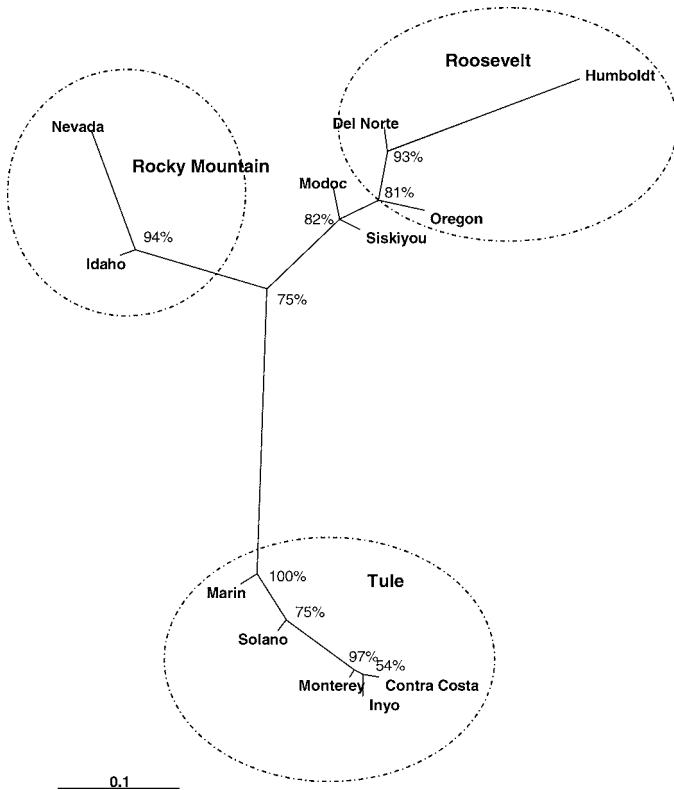 Roosevelt
Humboldt
Nevada
Del Norte
93%
Rocky Mountain
Modoc
81%
82%
Oregon
Siskiyou
94%
Idaho
75%
100%
Tule
Marin
75%
Solano
97%
54%
Monterey
Contra Costa
Inyo
0.1